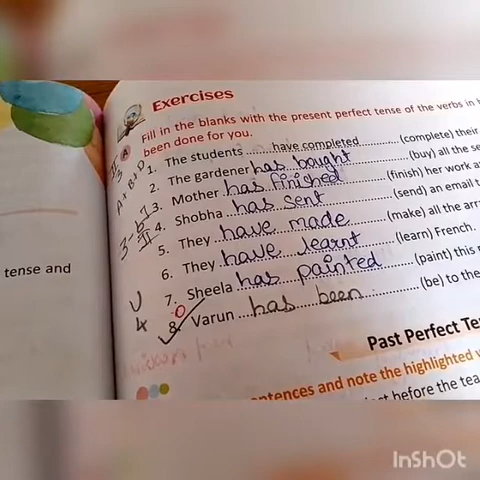 Exercises
A Fill in the blanks with the present perfect tense of the verbs in
been done for you.
1. The students ......have completed............(complete) their
2. The gardener has bought............(buy) all the se
3. Mother has finished............(finish) her work a
4. Shobha has sent............(send) an email t
5. They have made............(make) all the arr
6. They have learnt............(learn) French.
7. Sheela has painted............(paint) this
8. Varun has been............(be) to the
tense and
Past Perfect Te
ntences and note the highlighted
before the tea
InShOt